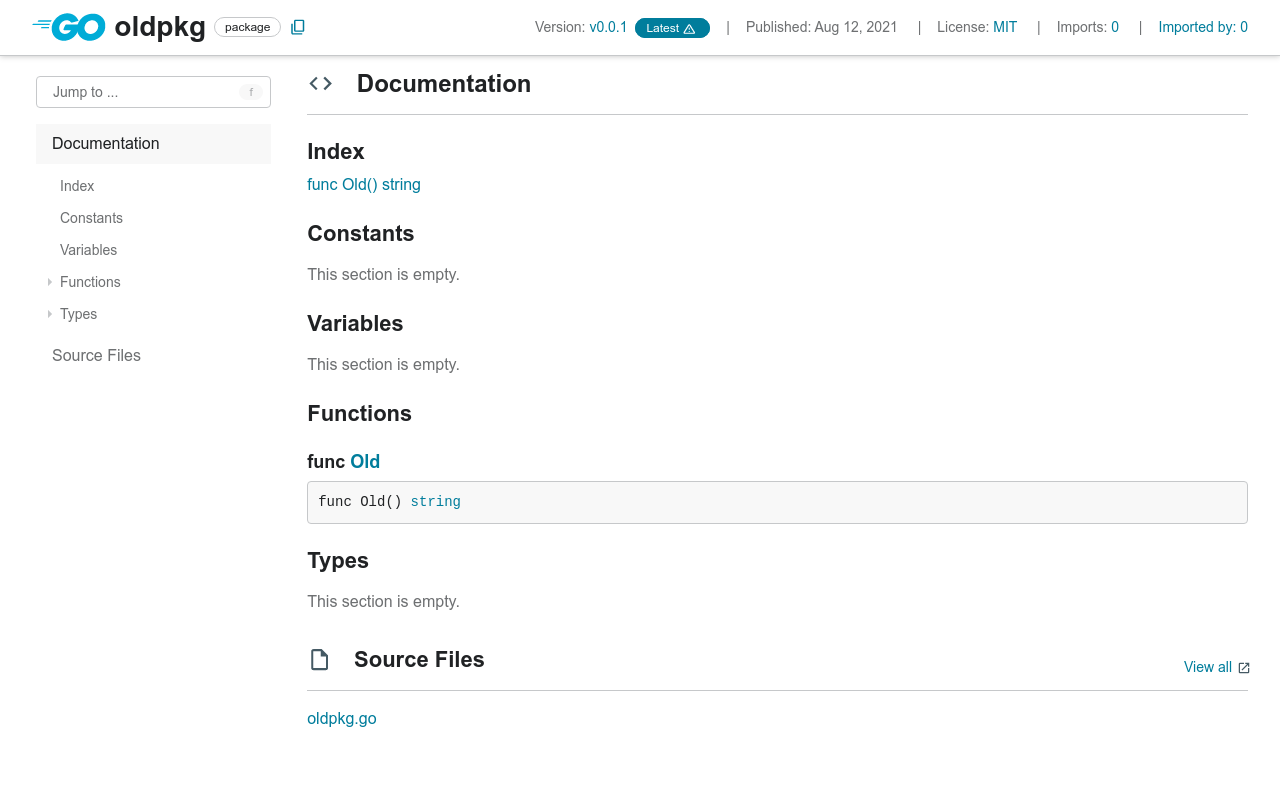 GO oldpkg package Version: v0.0.1 Latest | Published: Aug 12, 2021 | License: MIT | Imports: 0 | Imported by: 0
Jump to ... f
Documentation
Index
Constants
Variables
Functions
Types
Source Files
Documentation
Index
func Old() string
Constants
This section is empty.
Variables
This section is empty.
Functions
func Old
func Old() string
Types
This section is empty.
Source Files
View all
oldpkg.go